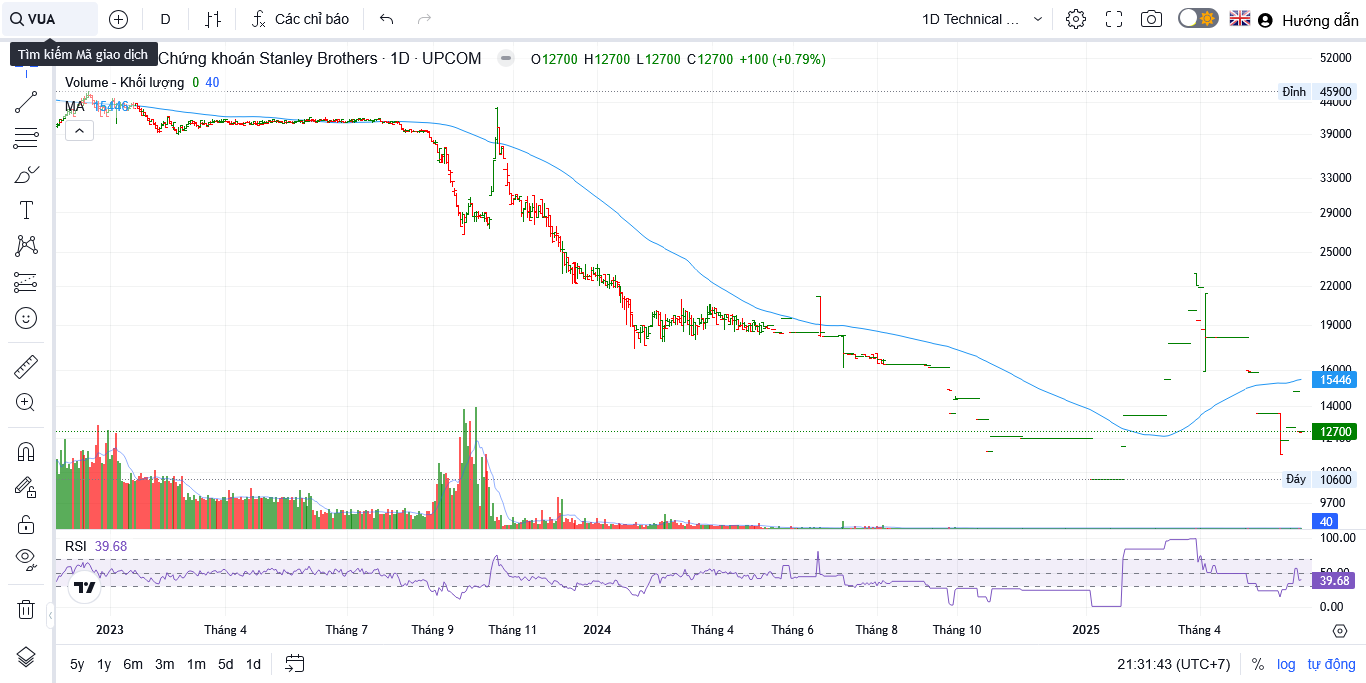 VUA
D
Các chỉ báo
1D Technical ...
Hướng dẫn
Tìm kiếm Mã giao dịch
Chứng khoán Stanley Brothers · 1D · UPCOM
O12700 H12700 L12700 C12700 +100 (+0.79%)
Volume - Khối lượng 0 40
MA 15446
52000
Đỉnh 45900
44000
39000
33000
29000
25000
22000
19000
16000
15446
14000
12700
Đáy 10600
9700
40
RSI 39.68
100.00
50.00
39.68
0.00
2023 Tháng 4 Tháng 7 Tháng 9 Tháng 11 2024 Tháng 4 Tháng 6 Tháng 8 Tháng 10 2025 Tháng 4
5y 1y 6m 3m 1m 5d 1d
21:31:43 (UTC+7) % log tự động